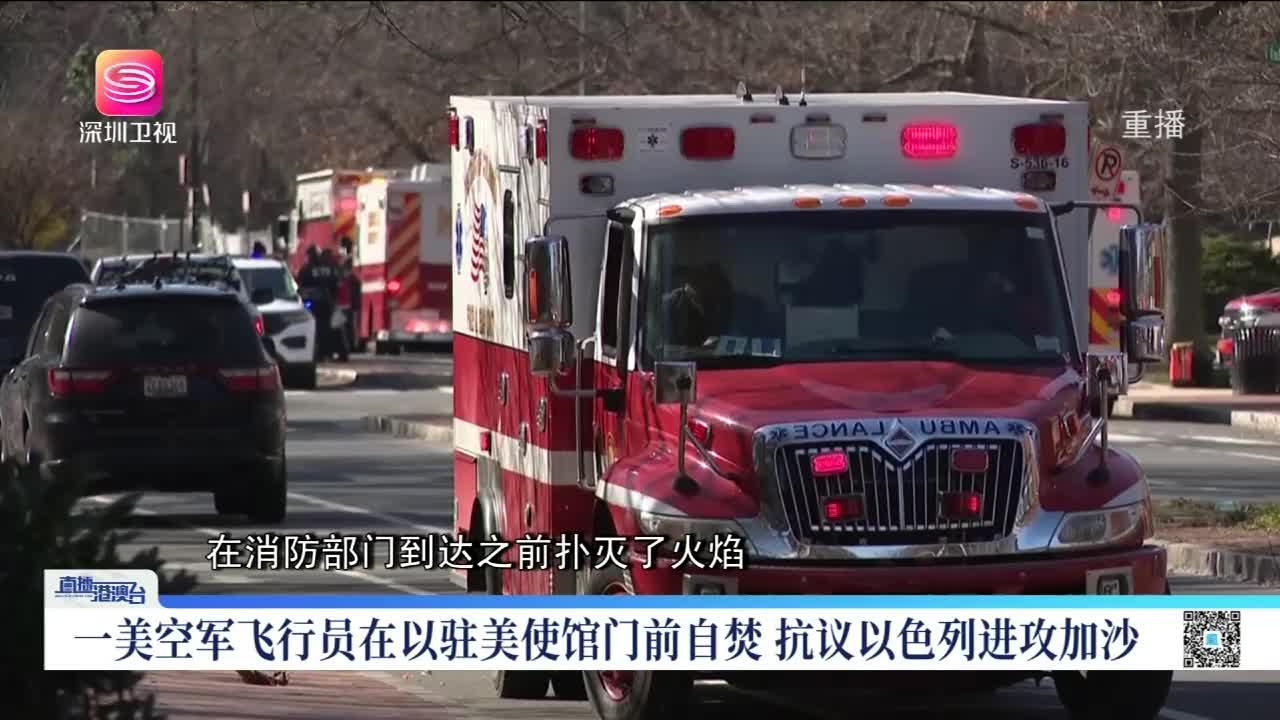 深圳卫视
重播
S-536-16
P
AMBULANCE
在消防部门到达之前扑灭了火焰
直播港澳台
一美空军飞行员在以驻美使馆门前自焚 抗议以色列进攻加沙